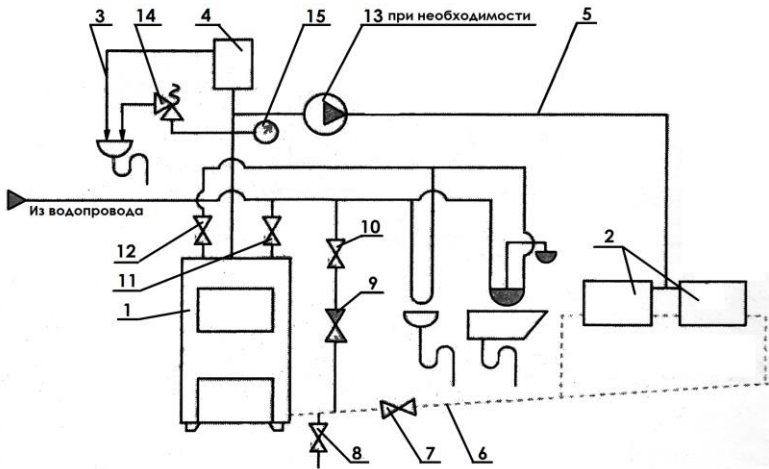 3 14 4 15 13 при необходимости 5
Из водопровода
12 11 10 2
1 9
8 7 6